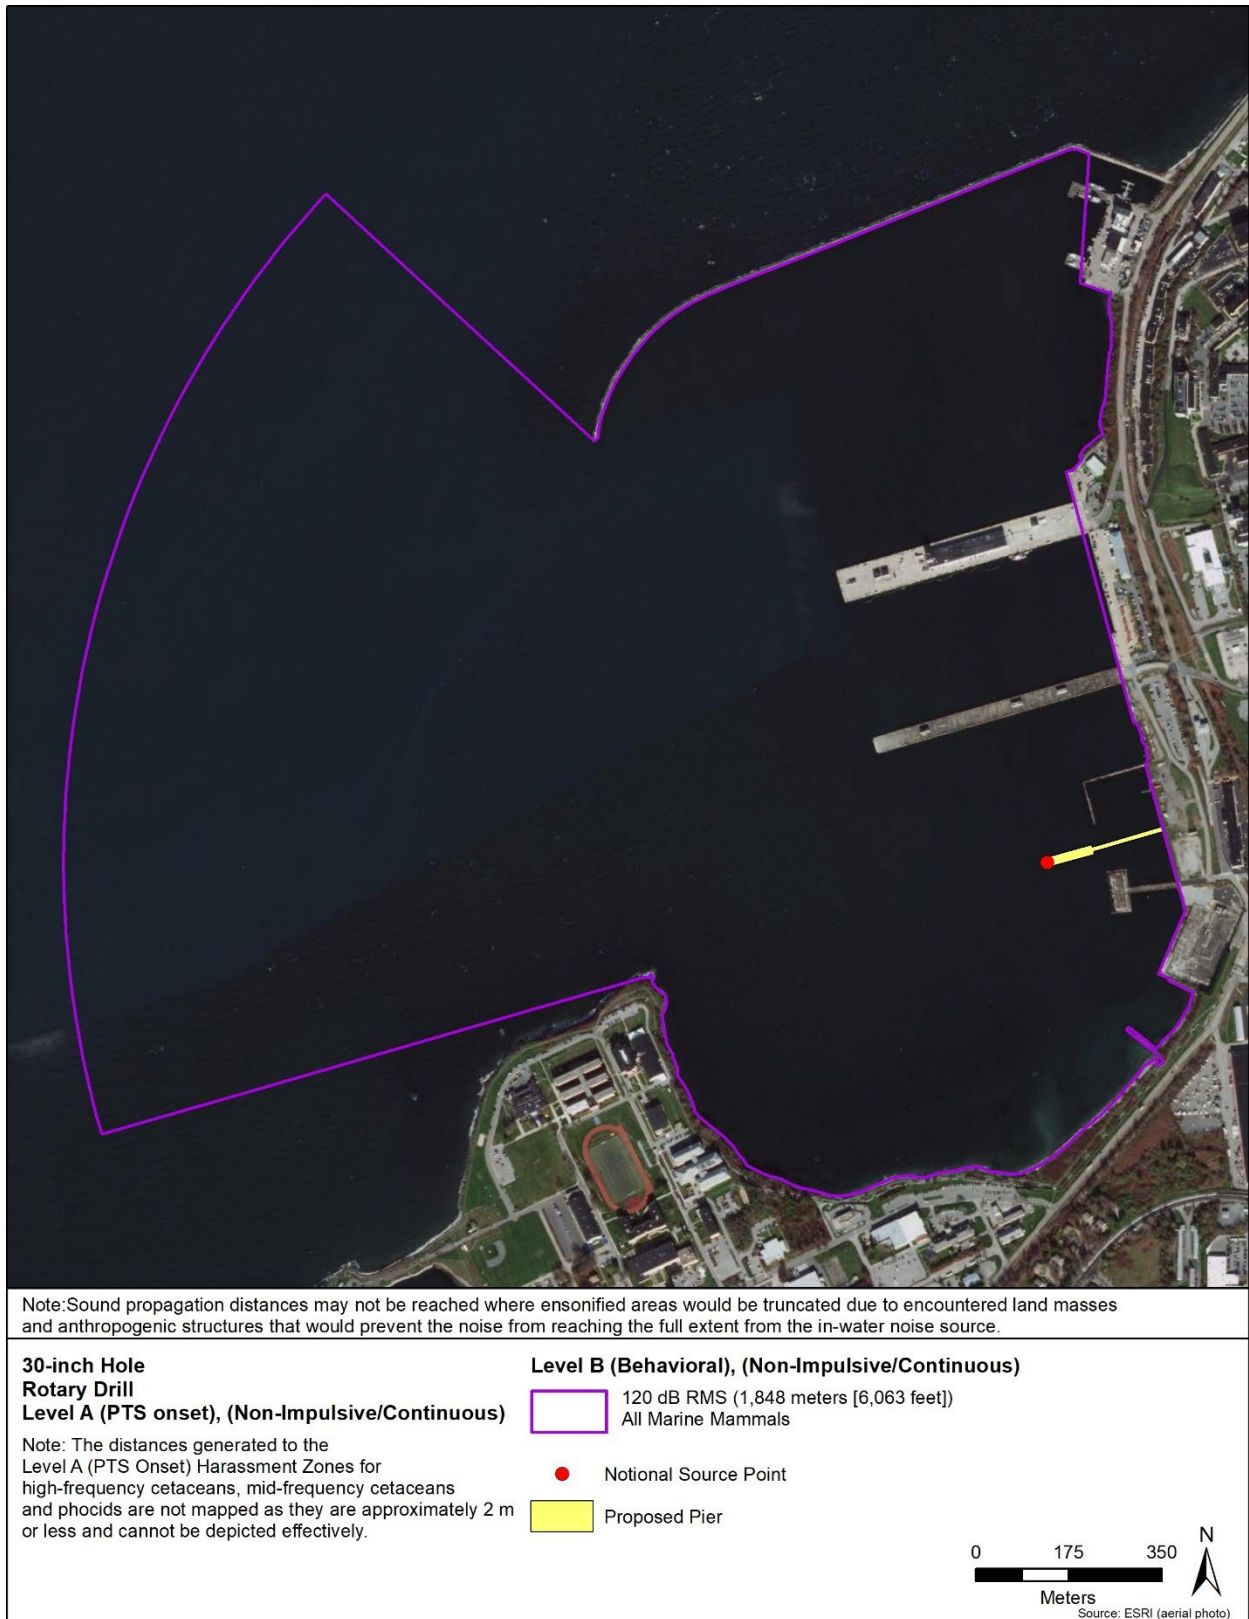 Note:Sound propagation distances may not be reached where ensonified areas would be truncated due to encountered land masses
and anthropogenic structures that would prevent the noise from reaching the full extent from the in-water noise source.
30-inch Hole
Rotary Drill
Level A (PTS onset), (Non-Impulsive/Continuous)
Note: The distances generated to the
Level A (PTS Onset) Harassment Zones for
high-frequency cetaceans, mid-frequency cetaceans
and phocids are not mapped as they are approximately 2 m
or less and cannot be depicted effectively.
Level B (Behavioral), (Non-Impulsive/Continuous)
120 dB RMS (1,848 meters [6,063 feet])
All Marine Mammals
Notional Source Point
Proposed Pier
0 175 350
Meters
N
Source: ESRI (aerial photo)